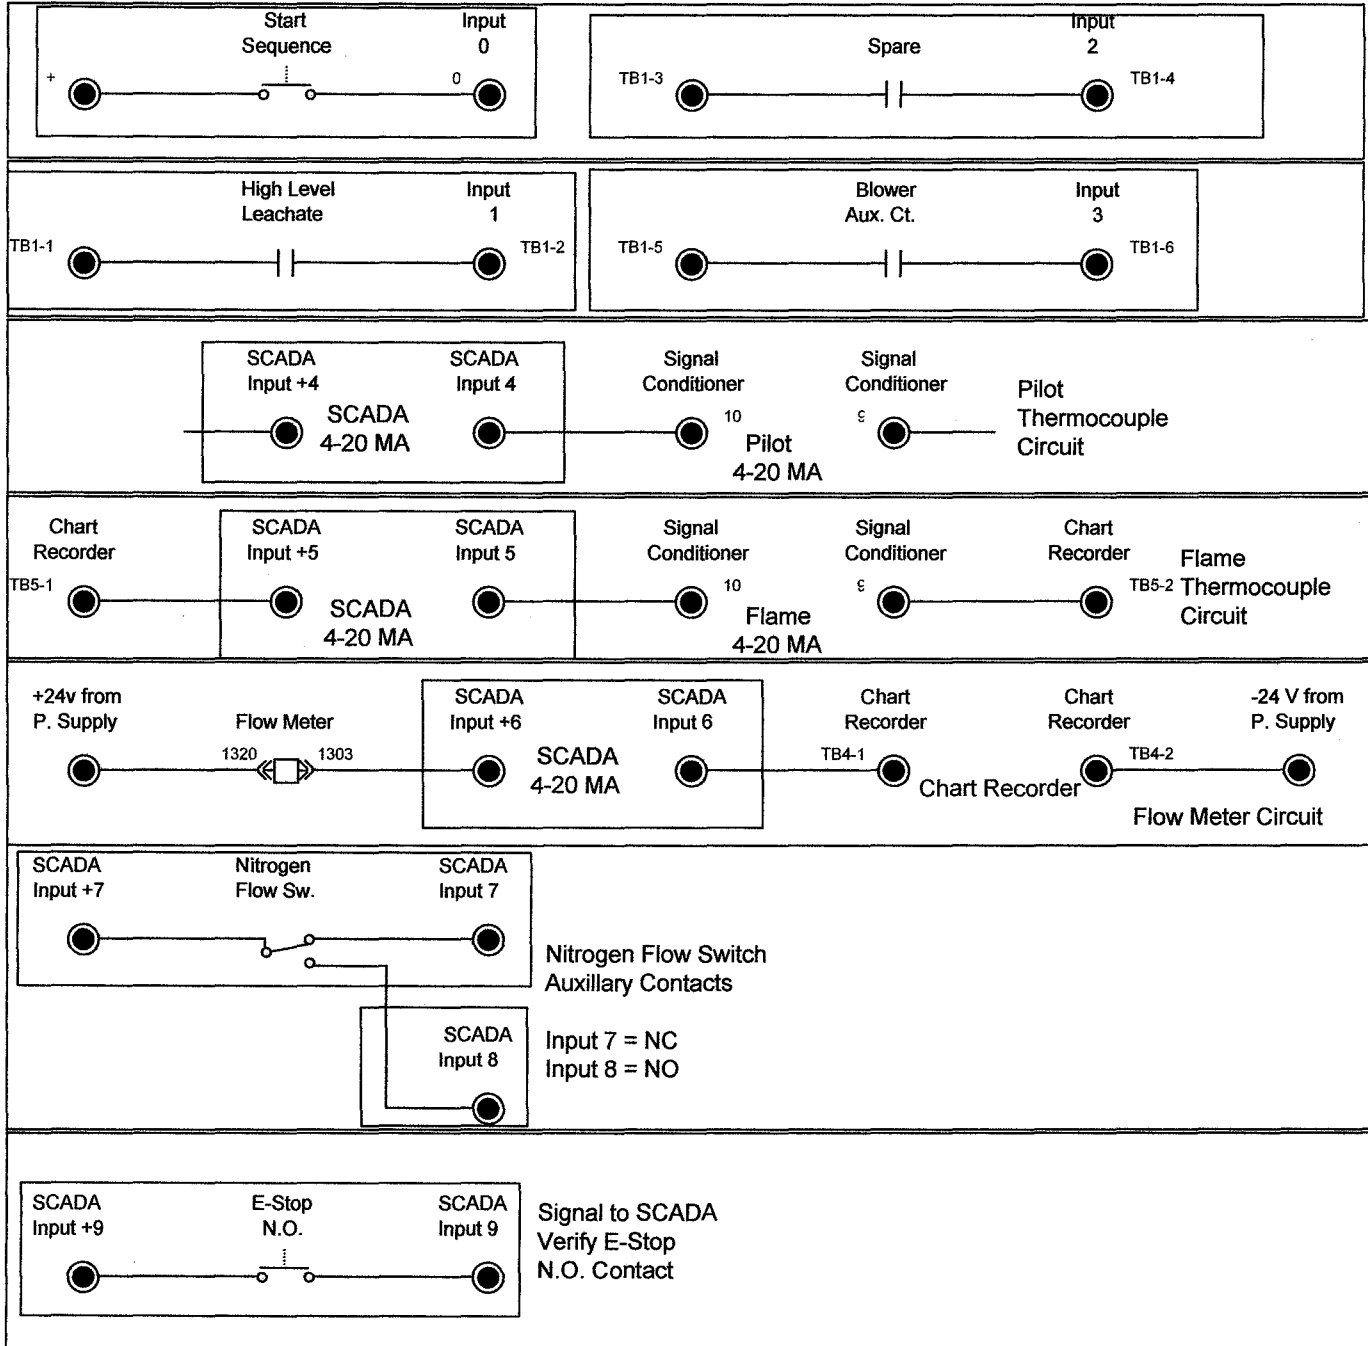 Start
Sequence
Input
0
+
0
Spare
Input
2
TB1-3
TB1-4
High Level
Leachate
Input
1
TB1-1
TB1-2
Blower
Aux. Ct.
Input
3
TB1-5
TB1-6
SCADA
Input +4
SCADA
4-20 MA
SCADA
Input 4
Signal
Conditioner
10
Pilot
4-20 MA
Signal
Conditioner
9
Pilot
Thermocouple
Circuit
Chart
Recorder
TB5-1
SCADA
Input +5
SCADA
4-20 MA
SCADA
Input 5
Signal
Conditioner
10
Flame
4-20 MA
Signal
Conditioner
9
Chart
Recorder
TB5-2
Flame
Thermocouple
Circuit
+24v from
P. Supply
Flow Meter
1320
1303
SCADA
Input +6
SCADA
4-20 MA
SCADA
Input 6
Chart
Recorder
TB4-1
Chart Recorder
Chart
Recorder
TB4-2
-24 V from
P. Supply
Flow Meter Circuit
SCADA
Input +7
Nitrogen
Flow Sw.
SCADA
Input 7
Nitrogen Flow Switch
Auxillary Contacts
SCADA
Input 8
Input 7 = NC
Input 8 = NO
SCADA
Input +9
E-Stop
N.O.
SCADA
Input 9
Signal to SCADA
Verify E-Stop
N.O. Contact